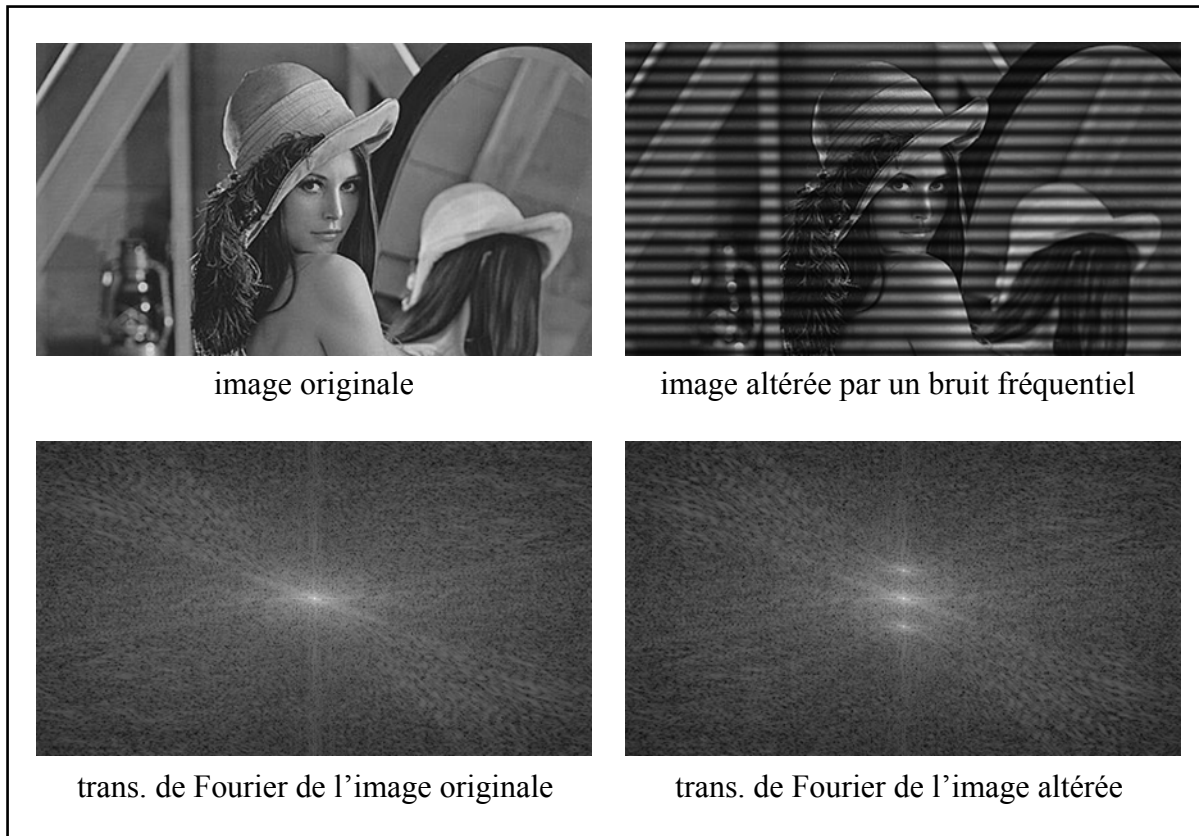 image originale
image altérée par un bruit fréquentiel
trans. de Fourier de l’image originale
trans. de Fourier de l’image altérée